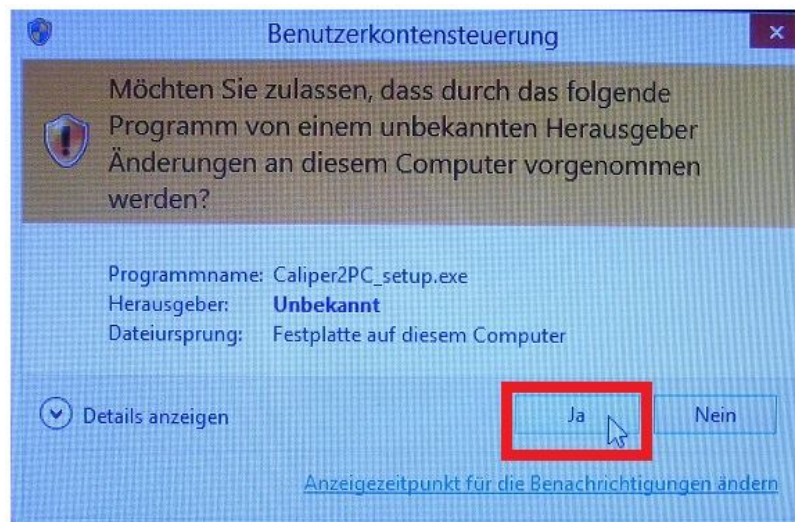 Benutzerkontensteuerung
Möchten Sie zulassen, dass durch das folgende
Programm von einem unbekannten Herausgeber
Änderungen an diesem Computer vorgenommen
werden?
Programmname: Caliper2PC_setup.exe
Herausgeber: Unbekannt
Dateiursprung: Festplatte auf diesem Computer
Details anzeigen
Ja
Nein
Anzeigezeitpunkt für die Benachrichtigungen ändern